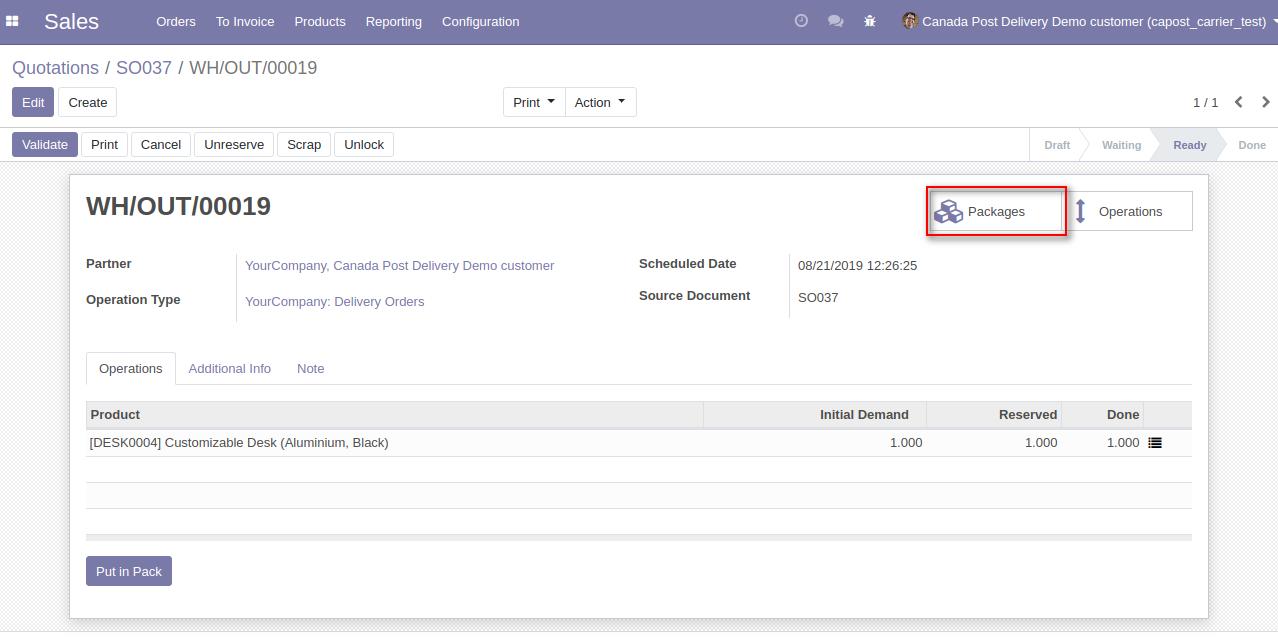 Sales Orders To Invoice Products Reporting Configuration Canada Post Delivery Demo customer (capost_carrier_test)
Quotations / SO037 / WH/OUT/00019
Edit Create Print Action 1 / 1
Validate Print Cancel Unreserve Scrap Unlock Draft Waiting Ready Done
WH/OUT/00019 Packages Operations
Partner YourCompany, Canada Post Delivery Demo customer Scheduled Date 08/21/2019 12:26:25
Operation Type YourCompany: Delivery Orders Source Document SO037
Operations Additional Info Note
Product Initial Demand Reserved Done
[DESK0004] Customizable Desk (Aluminium, Black) 1.000 1.000 1.000
Put in Pack